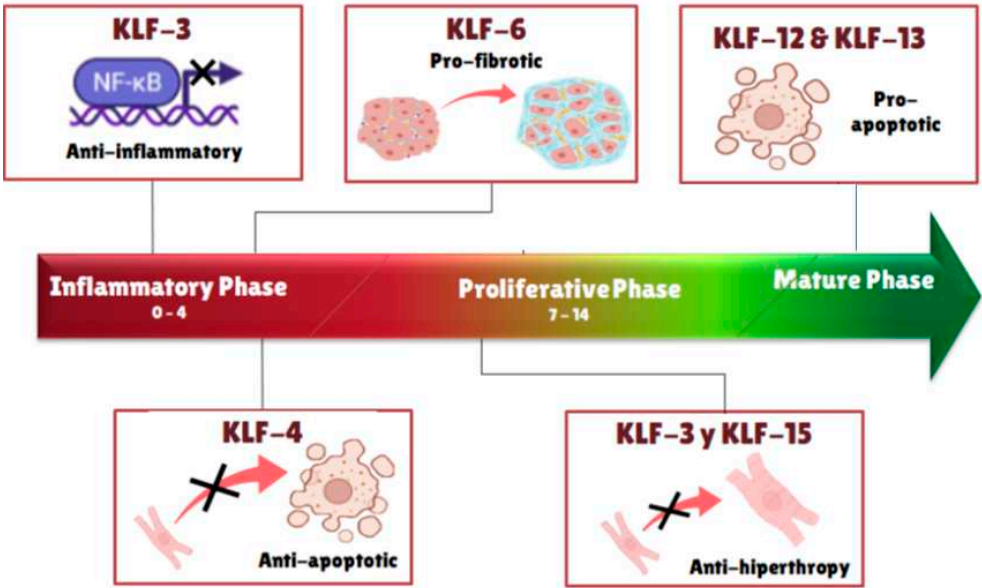 KLF-3
NF-κB
Anti-inflammatory
KLF-6
Pro-fibrotic
KLF-12 & KLF-13
Pro-
apoptotic
Inflammatory Phase
0 - 4
Proliferative Phase
7 - 14
Mature Phase
KLF-4
Anti-apoptotic
KLF-3 y KLF-15
Anti-hiperthropy